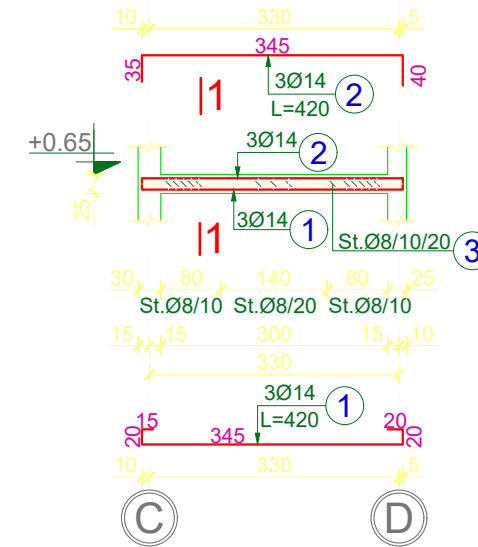 10 330 5
345
35 40
3Ø14 2
L=420
1
+0.65
3Ø14 2
25
3Ø14 1
1
St.Ø8/10/20 3
30 80 140 80 25
St.Ø8/10 St.Ø8/20 St.Ø8/10
15 15 300 15 10
330
3Ø14 1
L=420
15 20
20 345 20
10 330 5
C D